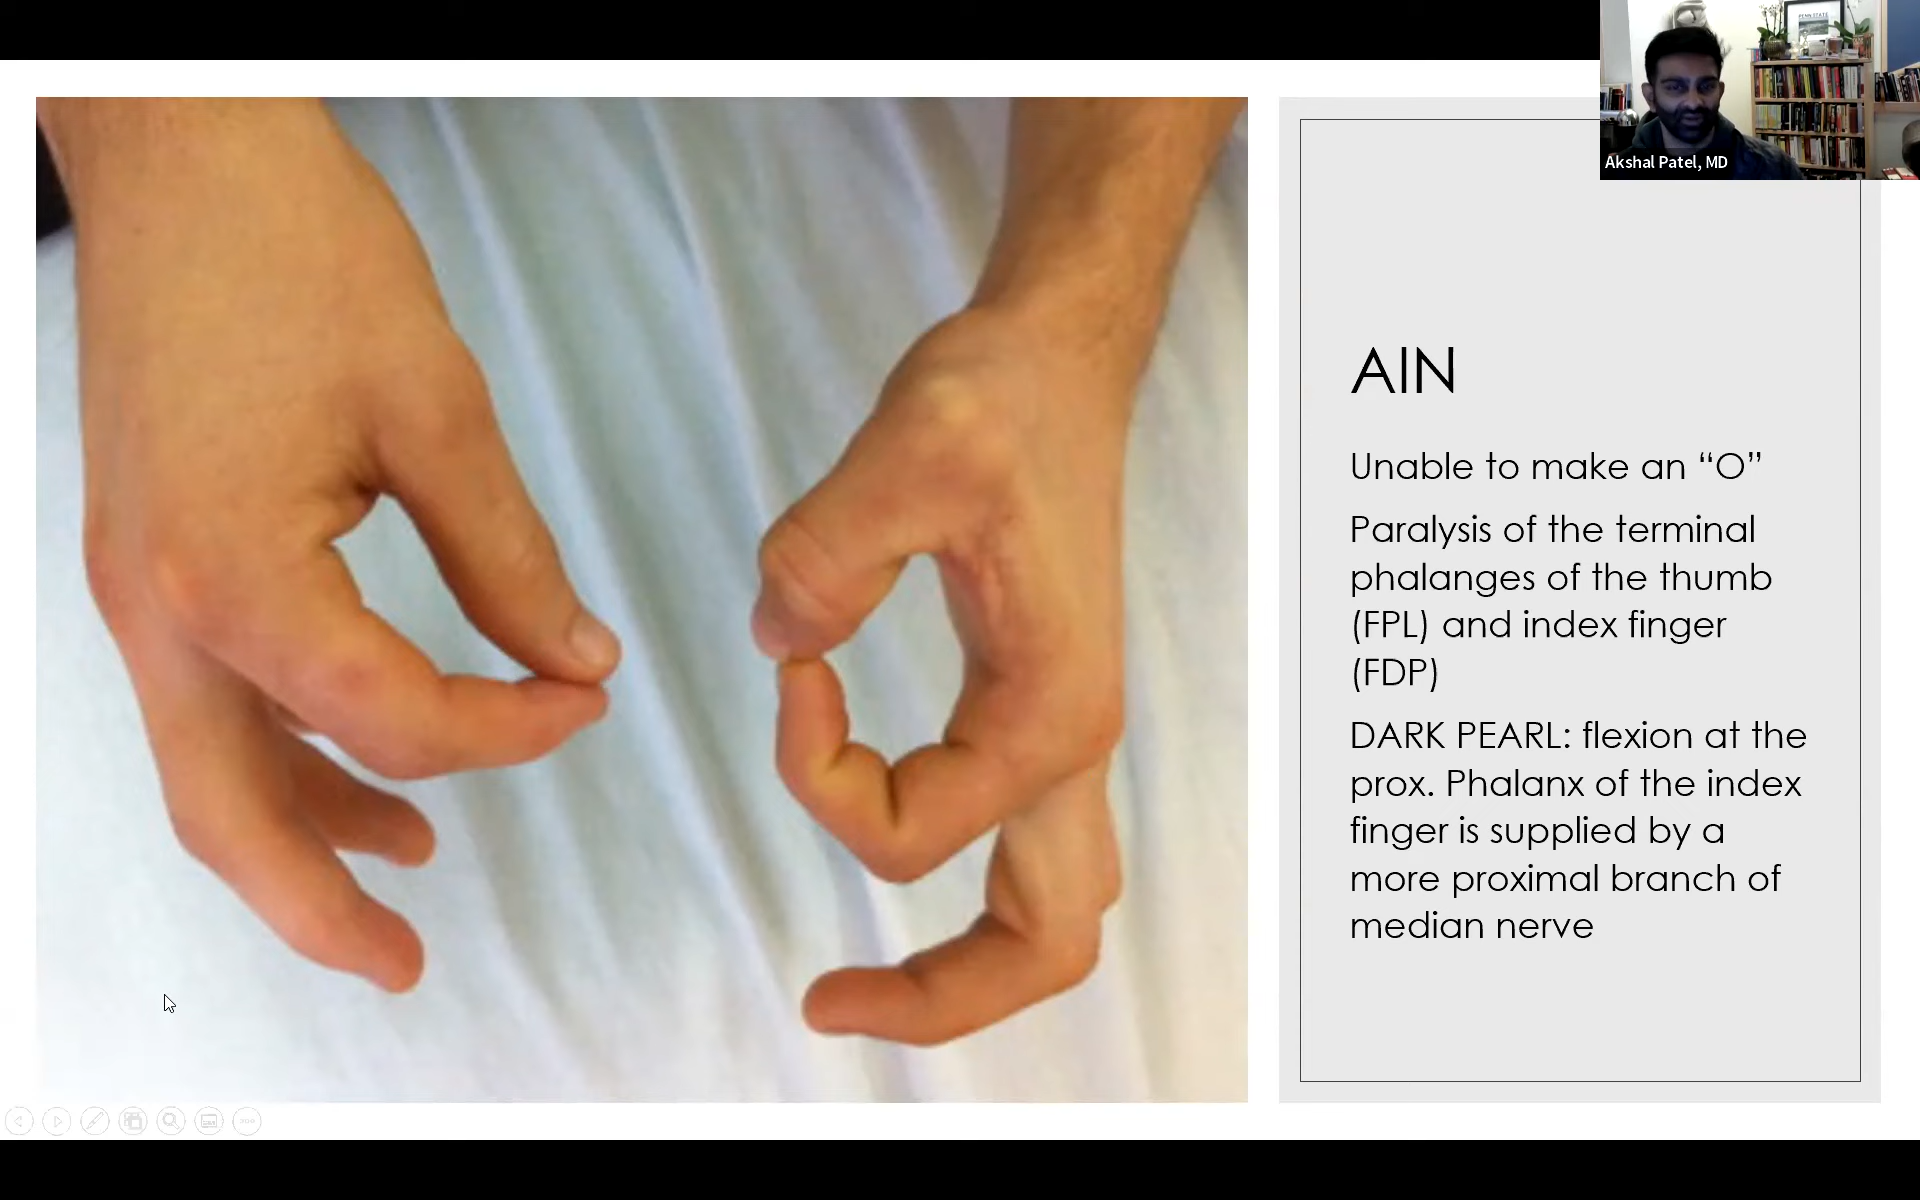 PENN STATE
Akshal Patel, MD
AIN
Unable to make an “O”
Paralysis of the terminal
phalanges of the thumb
(FPL) and index finger
(FDP)
DARK PEARL: flexion at the
prox. Phalanx of the index
finger is supplied by a
more proximal branch of
median nerve